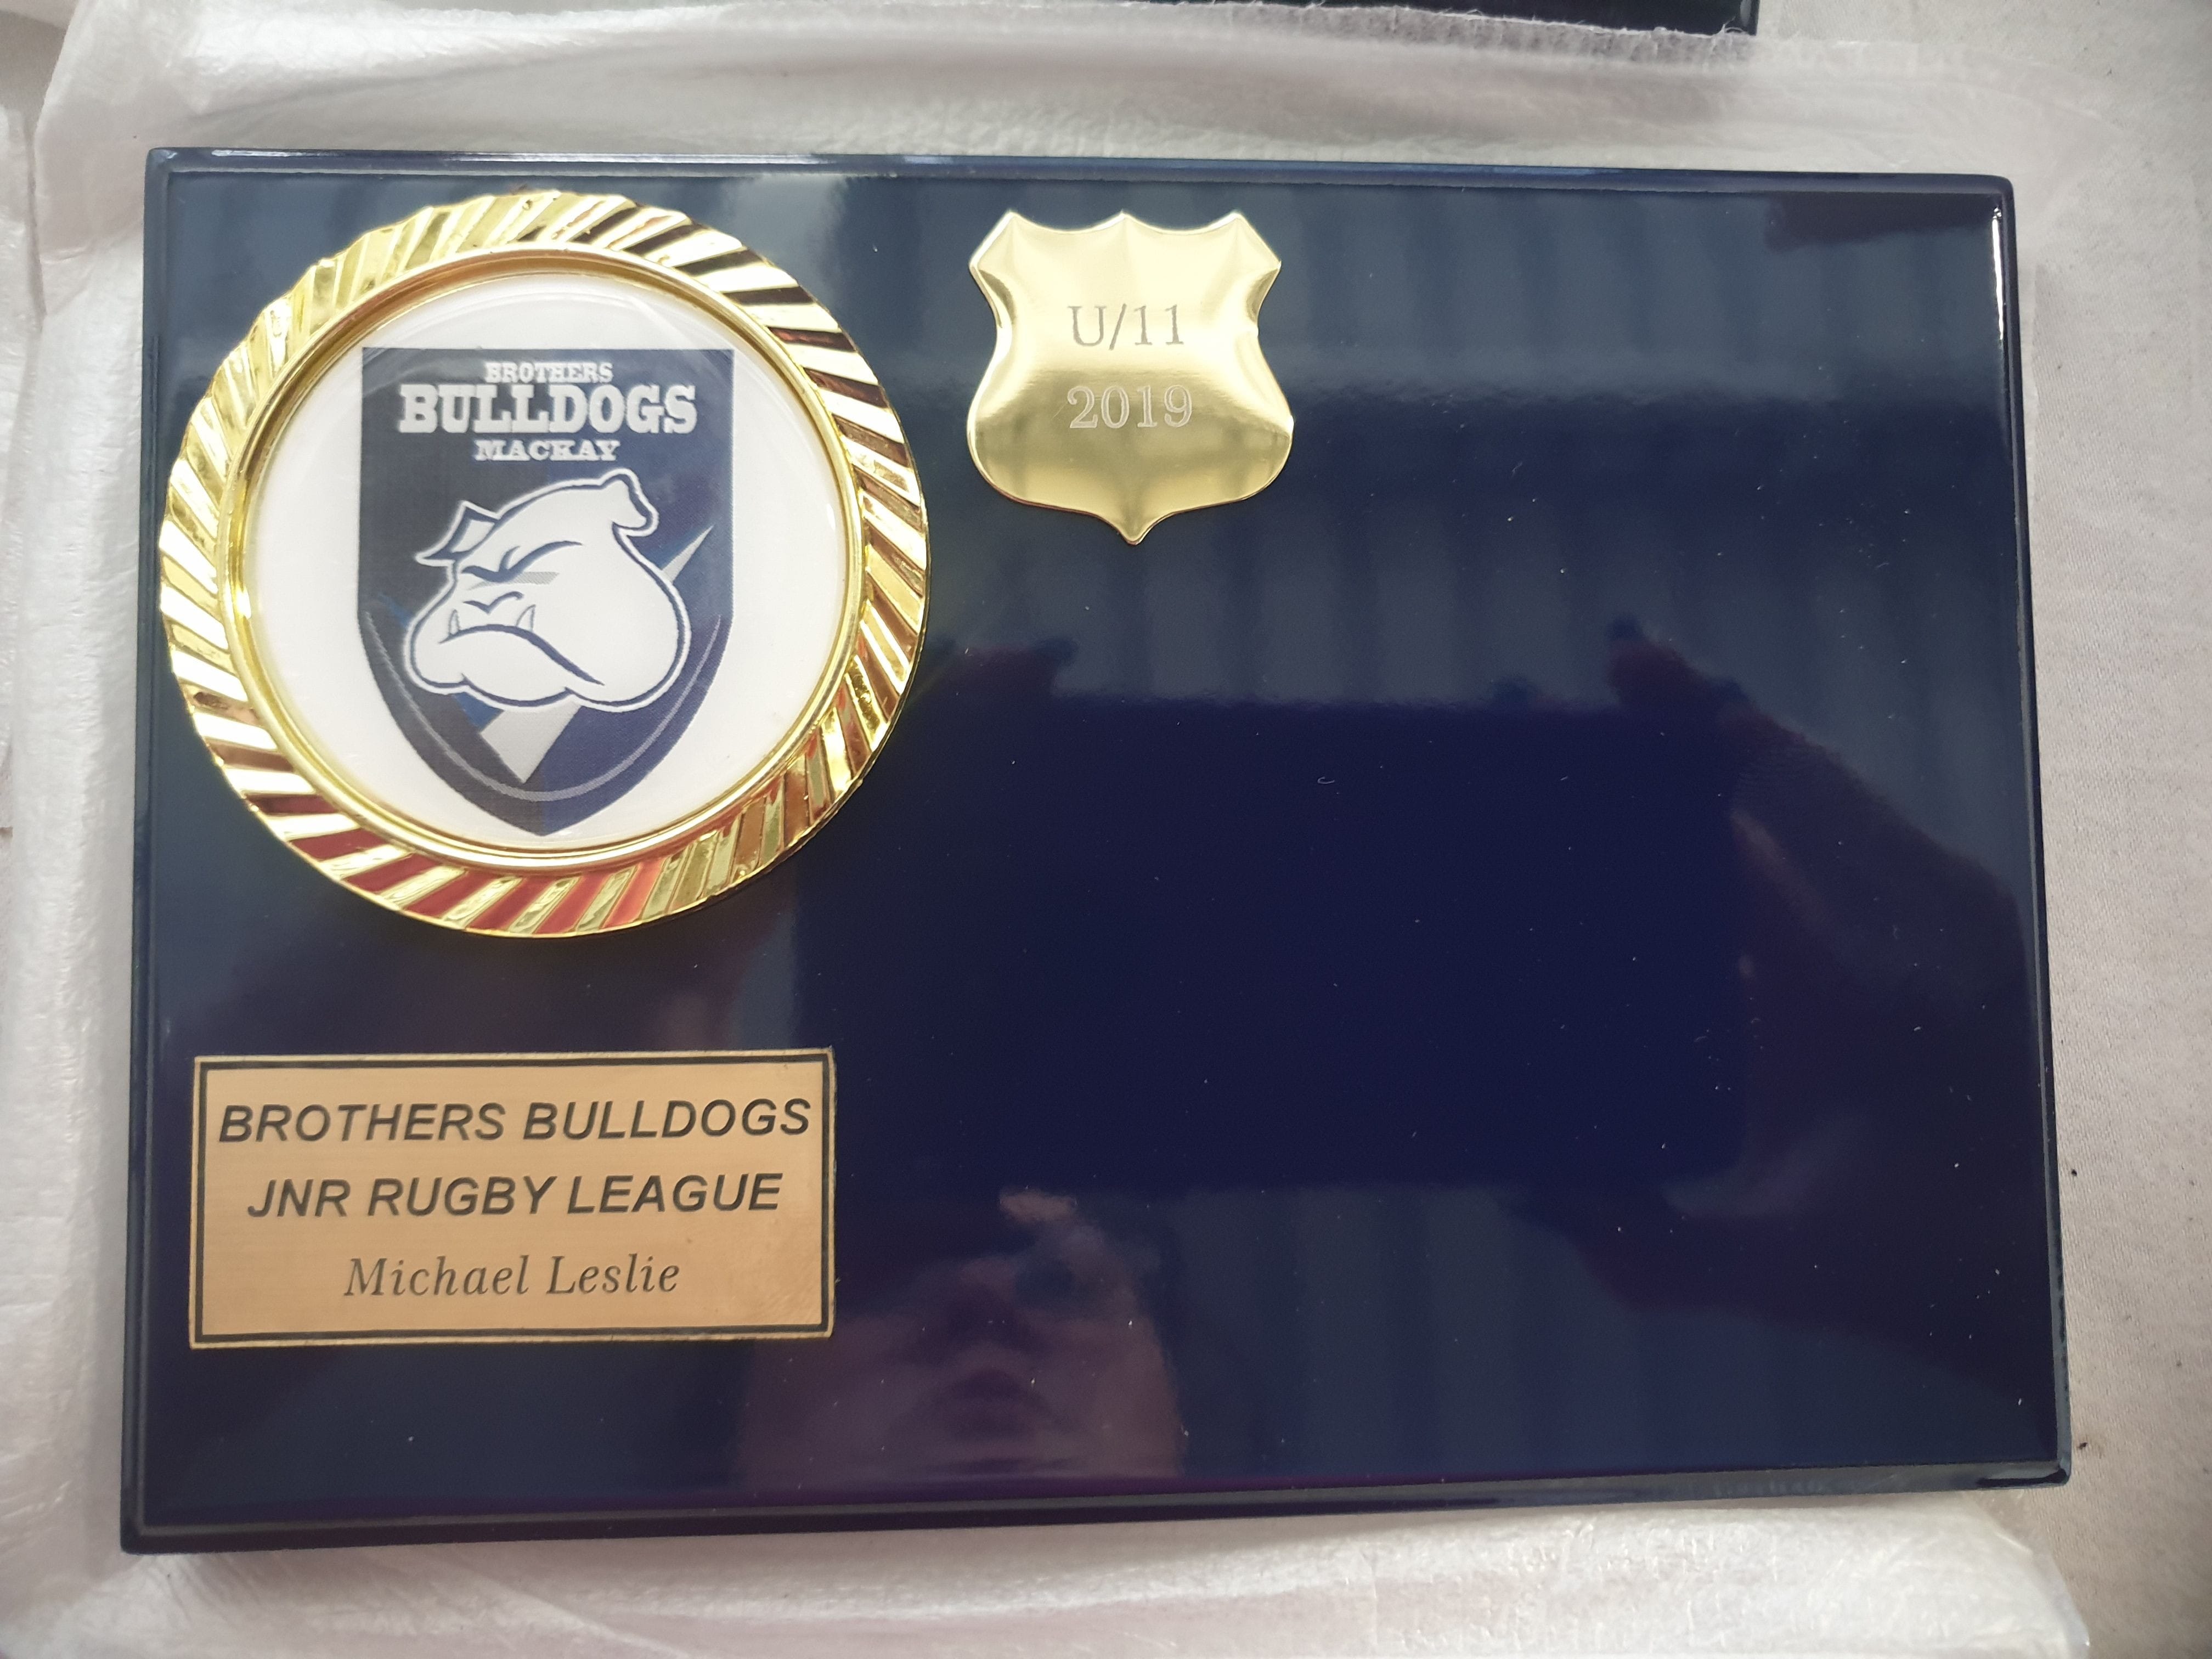 BROTHERS
BULLDOGS
MACKAY
U/11
2019
BROTHERS BULLDOGS
JNR RUGBY LEAGUE
Michael Leslie